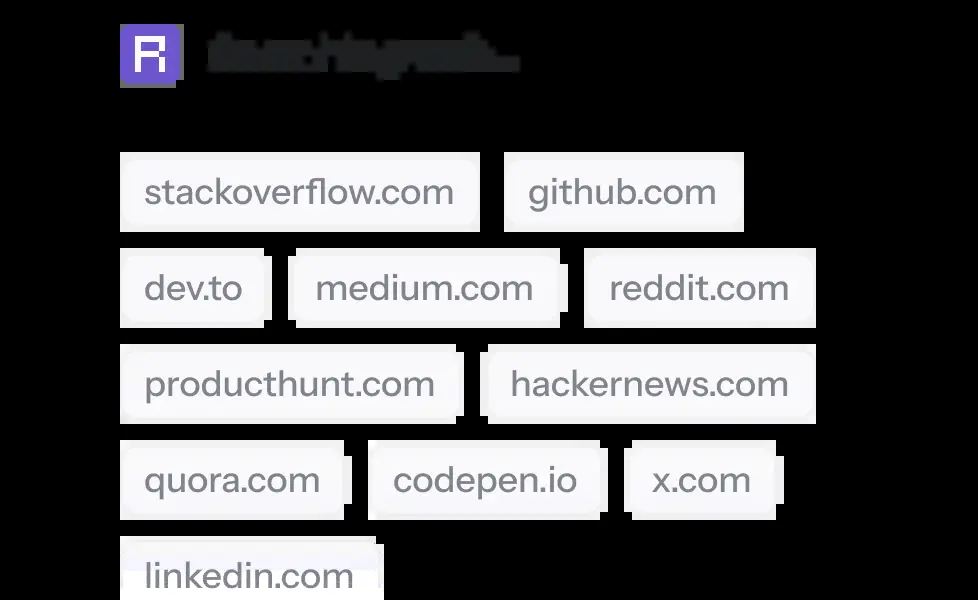 R
stackoverflow.com github.com
dev.to medium.com reddit.com
producthunt.com hackernews.com
quora.com codepen.io x.com
linkedin.com